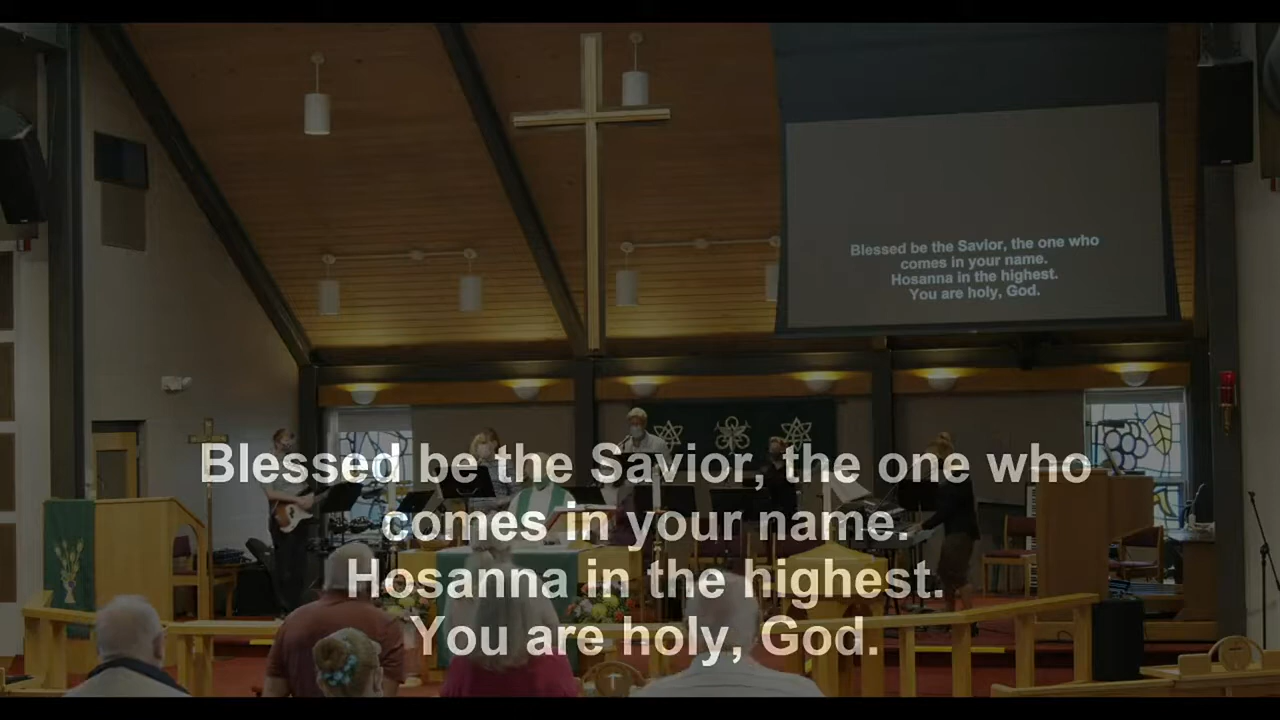 Blessed be the Savior, the one who
comes in your name.
Hosanna in the highest.
You are holy, God.
Blessed be the Savior, the one who
comes in your name.
Hosanna in the highest.
You are holy, God.